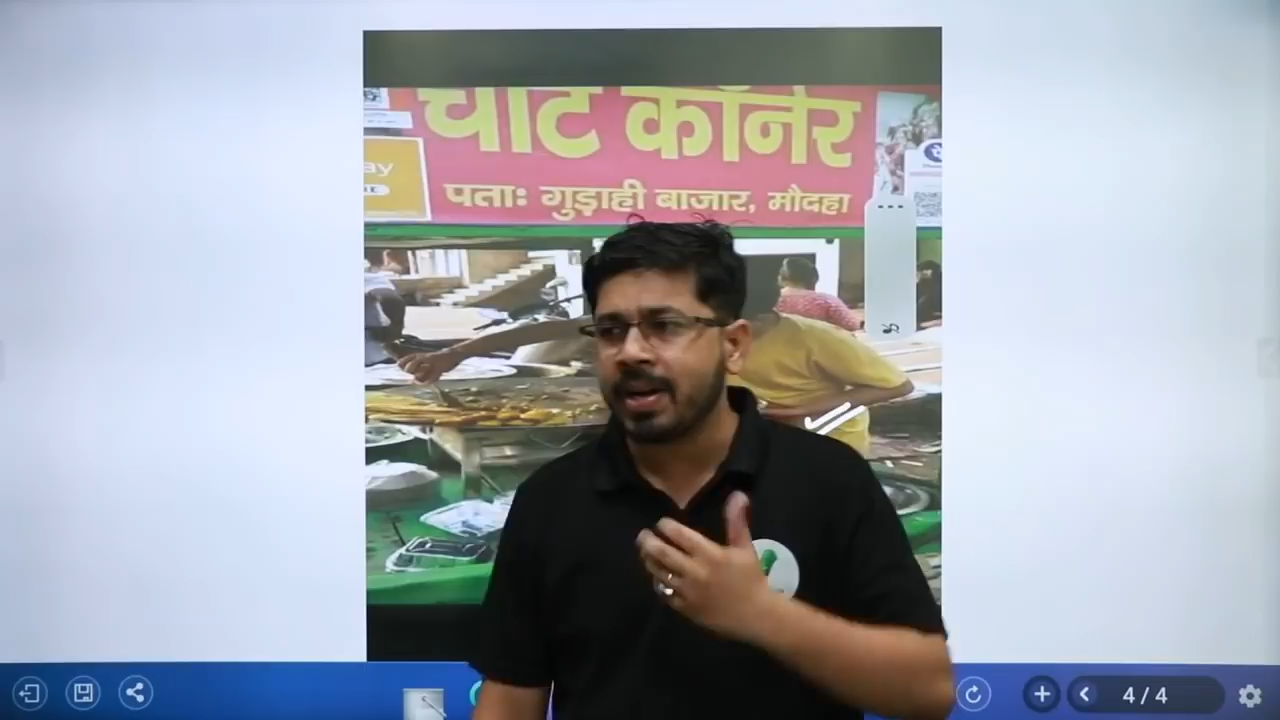 चाट कॉर्नर
पताः गुड़ाही बाजार, मौदहा
4 / 4